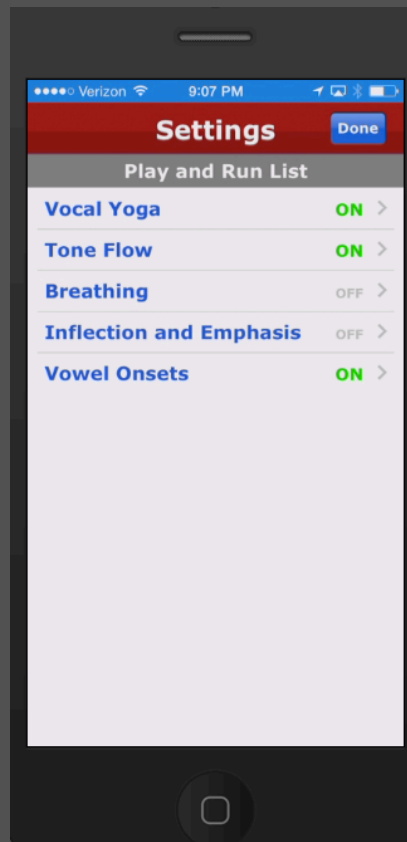 Verizon 9:07 PM
Settings Done
Play and Run List
Vocal Yoga ON
Tone Flow ON
Breathing OFF
Inflection and Emphasis OFF
Vowel Onsets ON